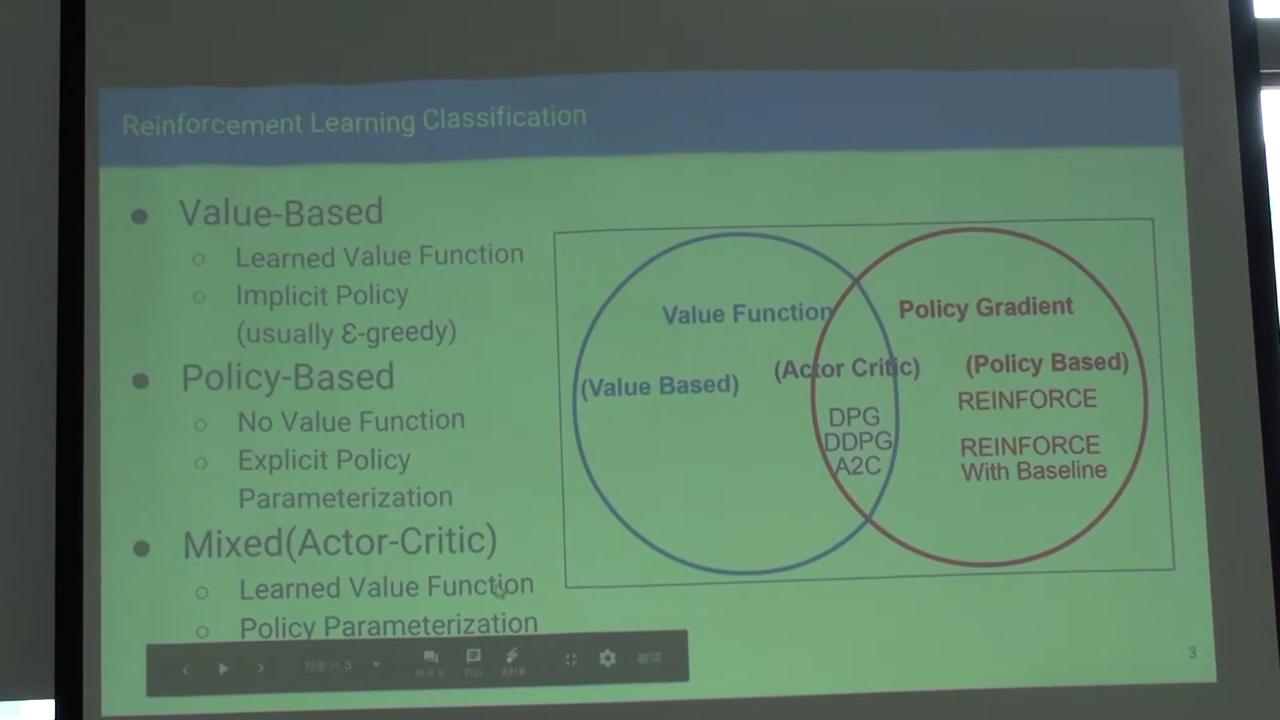 Reinforcement Learning Classification
● Value-Based
○ Learned Value Function
○ Implicit Policy
(usually Ɛ-greedy)
● Policy-Based
○ No Value Function
○ Explicit Policy
Parameterization
● Mixed(Actor-Critic)
○ Learned Value Function
○ Policy Parameterization
Value Function
(Value Based)
(Actor Critic)
DPG
DDPG
A2C
Policy Gradient
(Policy Based)
REINFORCE
REINFORCE
With Baseline
3
3